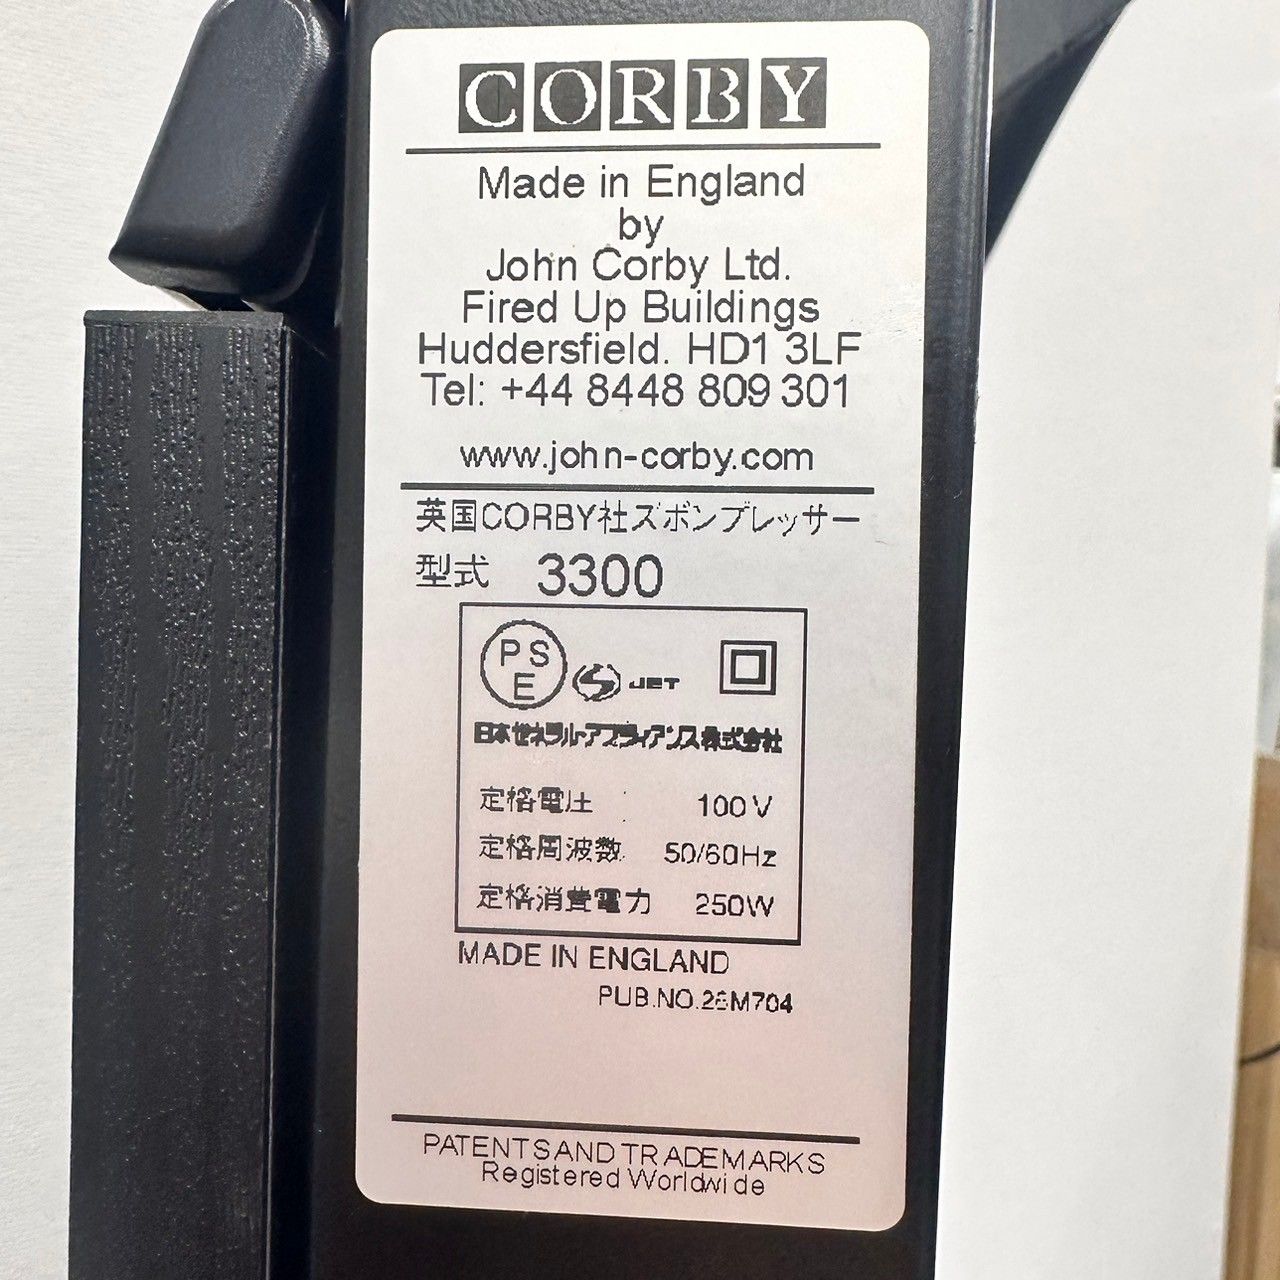 CORBY
Made in England
by
John Corby Ltd.
Fired Up Buildings
Huddersfield. HD1 3LF
Tel: +44 8448 809 301
www.john-corby.com
英国CORBY社ズボンプレッサー
型式 3300
PS
E
JET
日本ゼネラル・アプライアンス株式会社
定格電圧 100V
定格周波数 50/60Hz
定格消費電力 250W
MADE IN ENGLAND
PUB.NO.26M704
PATENTS AND TRADEMARKS
Registered Worldwide